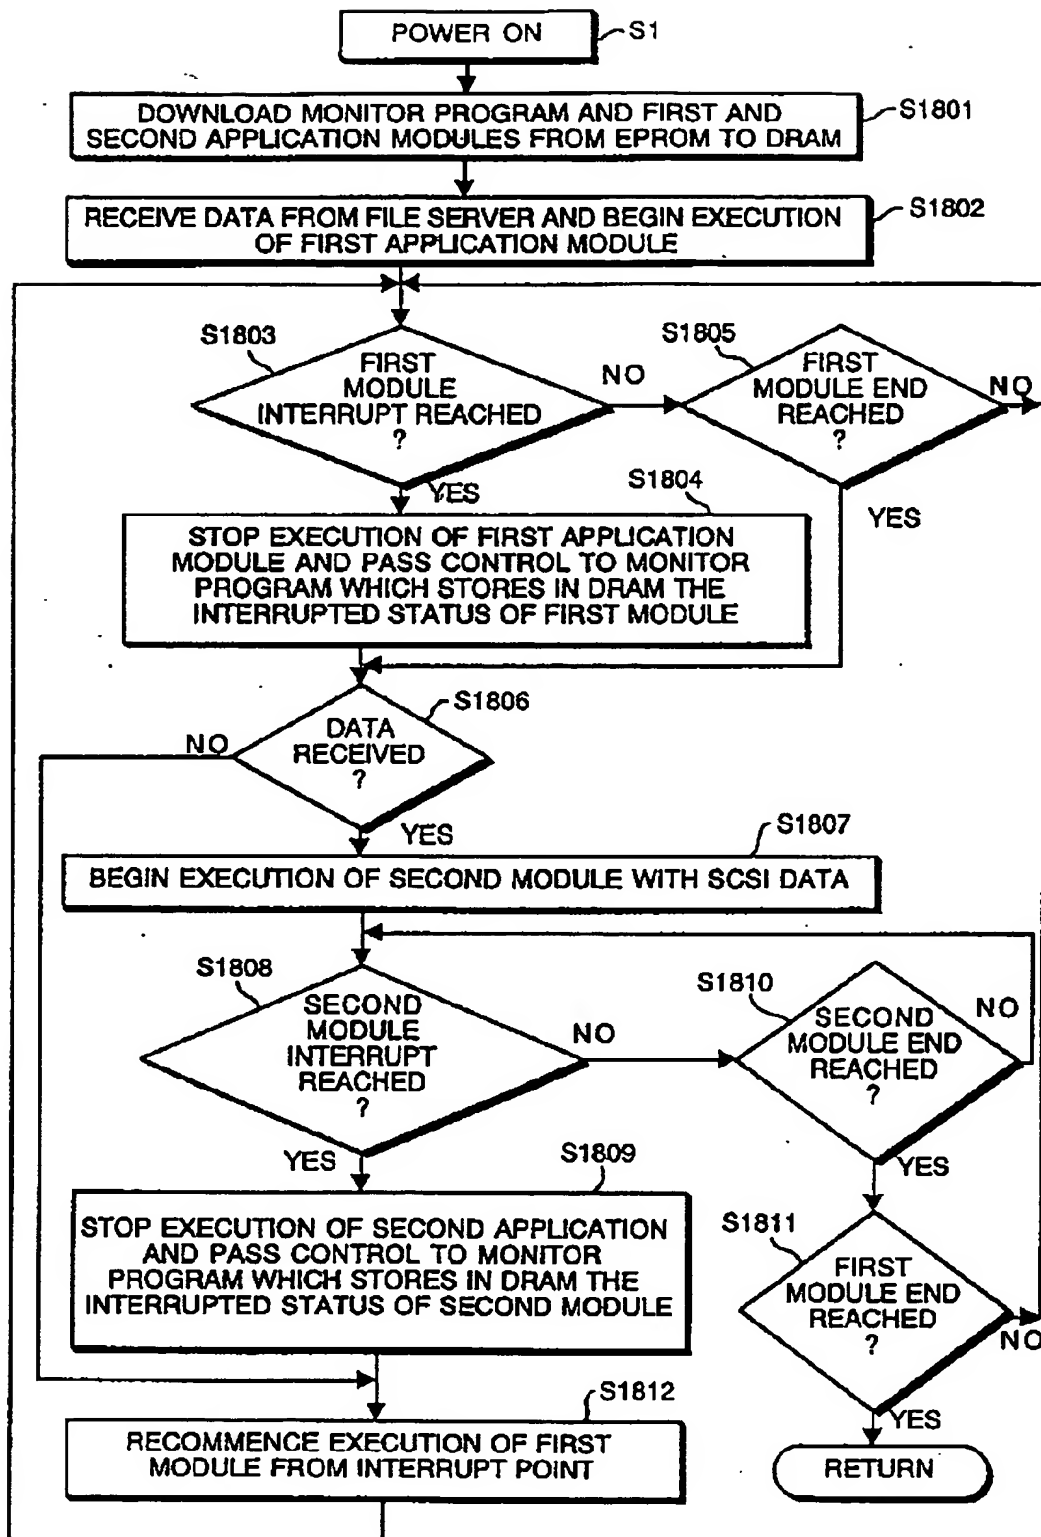 POWER ON
S1
DOWNLOAD MONITOR PROGRAM AND FIRST AND
SECOND APPLICATION MODULES FROM EPROM TO DRAM
S1801
RECEIVE DATA FROM FILE SERVER AND BEGIN EXECUTION
OF FIRST APPLICATION MODULE
S1802
S1803
FIRST
MODULE
INTERRUPT REACHED
?
NO
YES
S1805
FIRST
MODULE END
REACHED
?
NO
YES
S1804
STOP EXECUTION OF FIRST APPLICATION
MODULE AND PASS CONTROL TO MONITOR
PROGRAM WHICH STORES IN DRAM THE
INTERRUPTED STATUS OF FIRST MODULE
S1806
DATA
RECEIVED
?
NO
YES
S1807
BEGIN EXECUTION OF SECOND MODULE WITH SCSI DATA
S1808
SECOND
MODULE
INTERRUPT
REACHED
?
NO
YES
S1810
SECOND
MODULE END
REACHED
?
NO
YES
S1809
STOP EXECUTION OF SECOND APPLICATION
AND PASS CONTROL TO MONITOR
PROGRAM WHICH STORES IN DRAM THE
INTERRUPTED STATUS OF SECOND MODULE
S1811
FIRST
MODULE END
REACHED
?
NO
YES
S1812
RECOMMENCE EXECUTION OF FIRST
MODULE FROM INTERRUPT POINT
RETURN